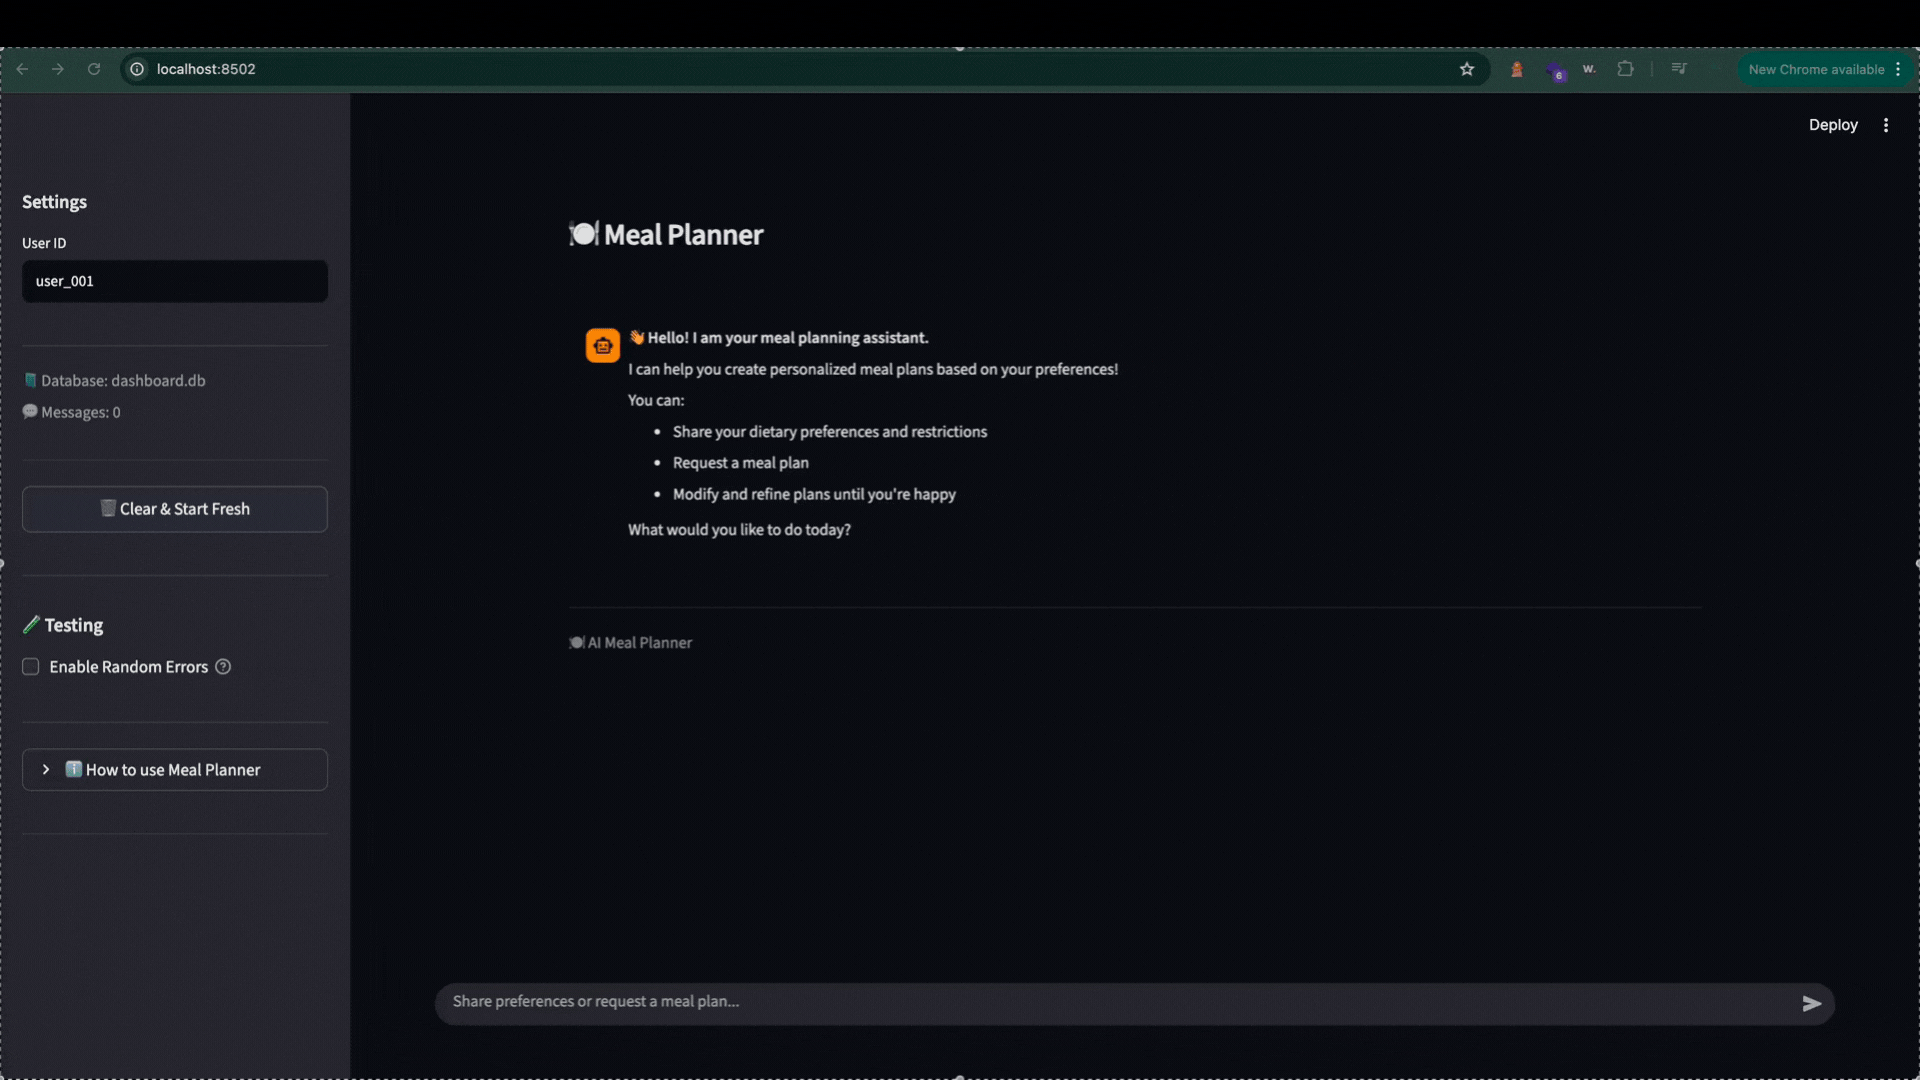 localhost:8502
6
W.
New Chrome available
Deploy
Settings
User ID
user_001
Database: dashboard.db
Messages: 0
Clear & Start Fresh
Testing
Enable Random Errors
How to use Meal Planner
🍽️ Meal Planner
👋 Hello! I am your meal planning assistant.
I can help you create personalized meal plans based on your preferences!
You can:
• Share your dietary preferences and restrictions
• Request a meal plan
• Modify and refine plans until you're happy
What would you like to do today?
🍽️ AI Meal Planner
Share preferences or request a meal plan...